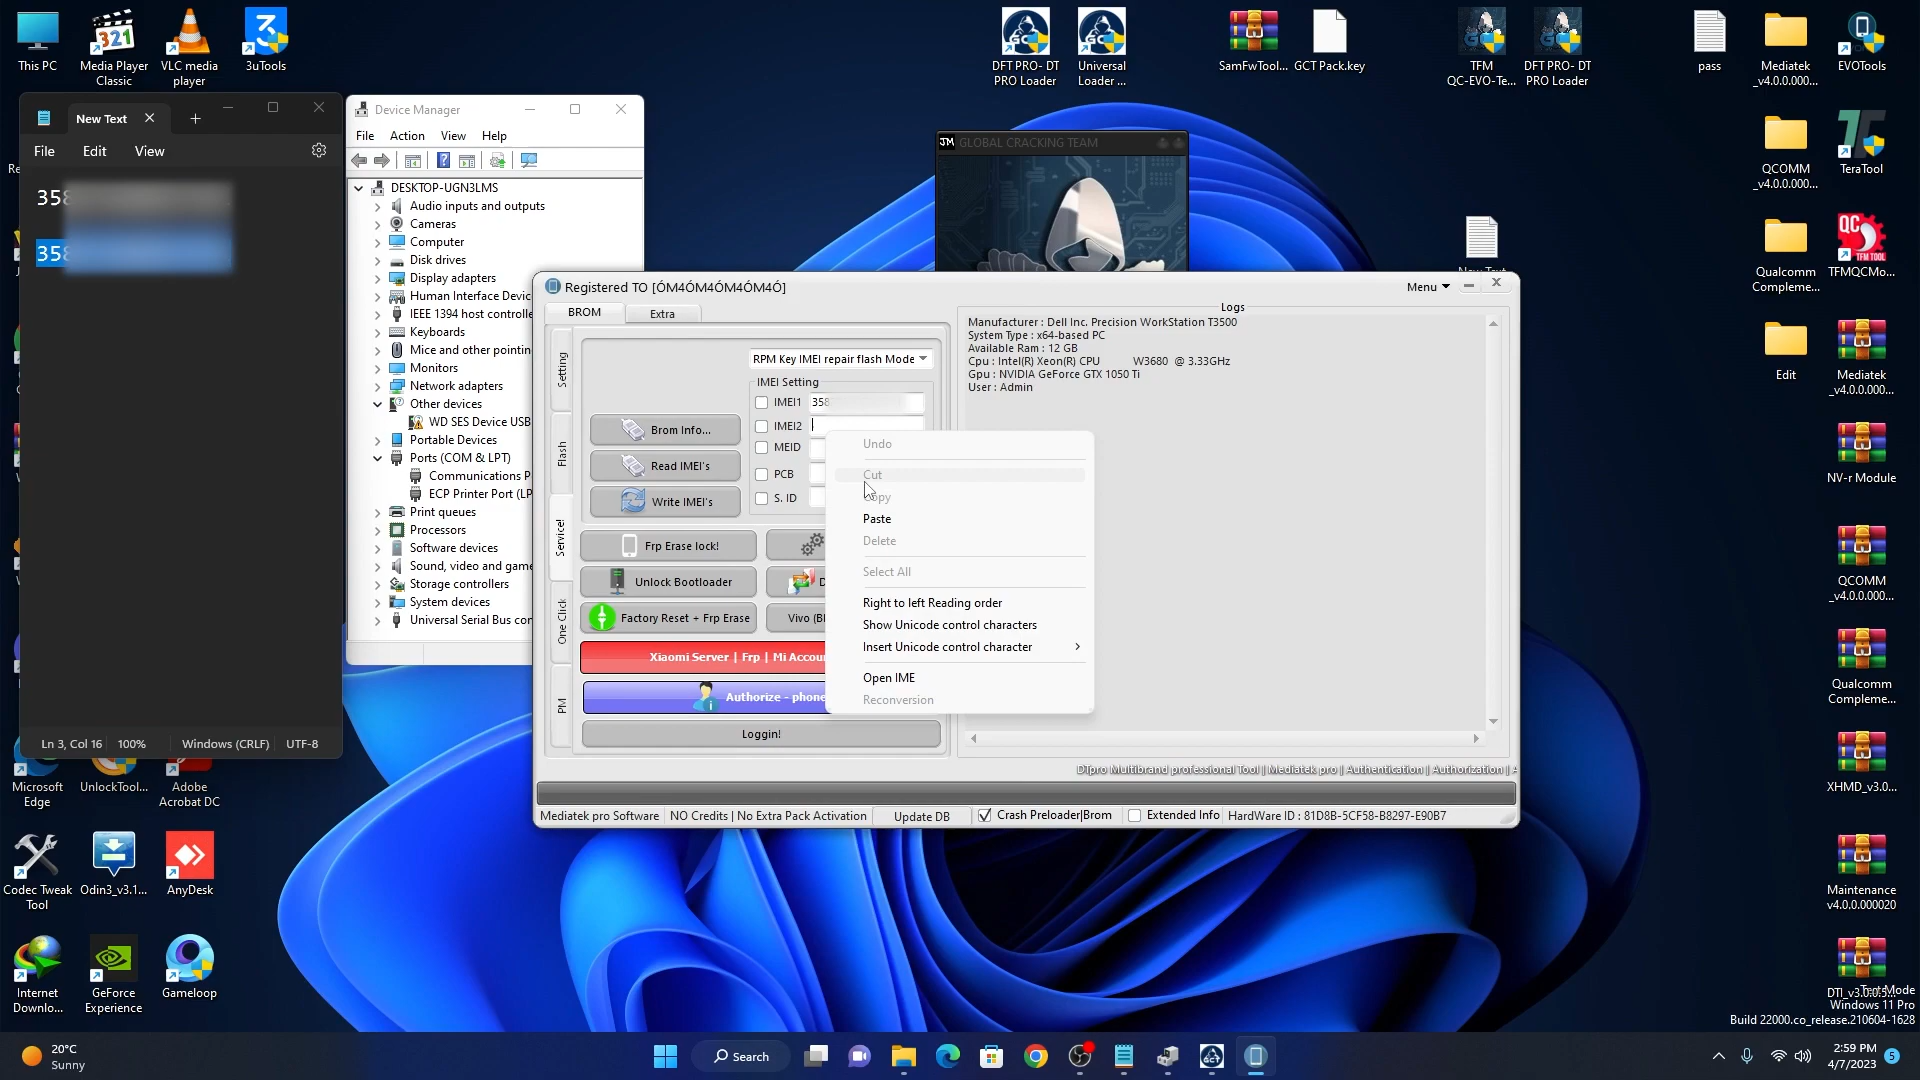 This PC
Media Player
Classic
VLC media
player
3uTools
DFT PRO- DT
PRO Loader
Universal
Loader ...
SamFwTool...
GCT Pack.key
TFM
QC-EVO-Te...
DFT PRO- DT
PRO Loader
pass
Mediatek
_v4.0.0.000...
EVOTools
New Text
File
Edit
View
358
358
Ln 3, Col 16
100%
Windows (CRLF)
UTF-8
Device Manager
File
Action
View
Help
DESKTOP-UGN3LMS
Audio inputs and outputs
Cameras
Computer
Disk drives
Display adapters
Human Interface Devic
IEEE 1394 host controlle
Keyboards
Mice and other pointin
Monitors
Network adapters
Other devices
WD SES Device USB
Portable Devices
Ports (COM & LPT)
Communications P
ECP Printer Port (LP
Print queues
Processors
Software devices
Sound, video and game
Storage controllers
System devices
Universal Serial Bus con
JM GLOBAL CRACKING TEAM
Registered TO [ÓM4ÓM4ÓM4ÓM4Ó]
Menu
BROM
Extra
Setting
Flash
Service!
One Click
PM
RPM Key IMEI repair flash Mode
IMEI Setting
IMEI1
358
IMEI2
MEID
PCB
S. ID
Brom Info...
Read IMEI's
Write IMEI's
Frp Erase lock!
Unlock Bootloader
D
Factory Reset + Frp Erase
Vivo (Bl
Xiaomi Server | Frp | Mi Accou
Authorize - phone
Loggin!
Undo
Cut
Copy
Paste
Delete
Select All
Right to left Reading order
Show Unicode control characters
Insert Unicode control character
Open IME
Reconversion
Logs
Manufacturer : Dell Inc. Precision WorkStation T3500
System Type : x64-based PC
Available Ram : 12 GB
Cpu : Intel(R) Xeon(R) CPU W3680 @ 3.33GHz
Gpu : NVIDIA GeForce GTX 1050 Ti
User : Admin
DTpro Multibrand professional Tool | Mediatek pro | Authentication | Authorization |
Mediatek pro Software
NO Credits | No Extra Pack Activation
Update DB
Crash Preloader|Brom
Extended Info
HardWare ID : 81D8B-5CF58-B8297-E90B7
QCOMM
_v4.0.0.000...
TeraTool
Qualcomm
Compleme...
TFMQCMo...
Edit
Mediatek
_v4.0.0.000...
NV-r Module
QCOMM
_v4.0.0.000...
Qualcomm
Compleme...
XHMD_v3.0...
Maintenance
v4.0.0.000020
Microsoft
Edge
UnlockTool...
Adobe
Acrobat DC
Codec Tweak
Tool
Odin3_v3.1...
AnyDesk
Internet
Downlo...
GeForce
Experience
Gameloop
Test Mode
Windows 11 Pro
Build 22000.co_release.210604-1628
20°C
Sunny
Search
2:59 PM
4/7/2023
5